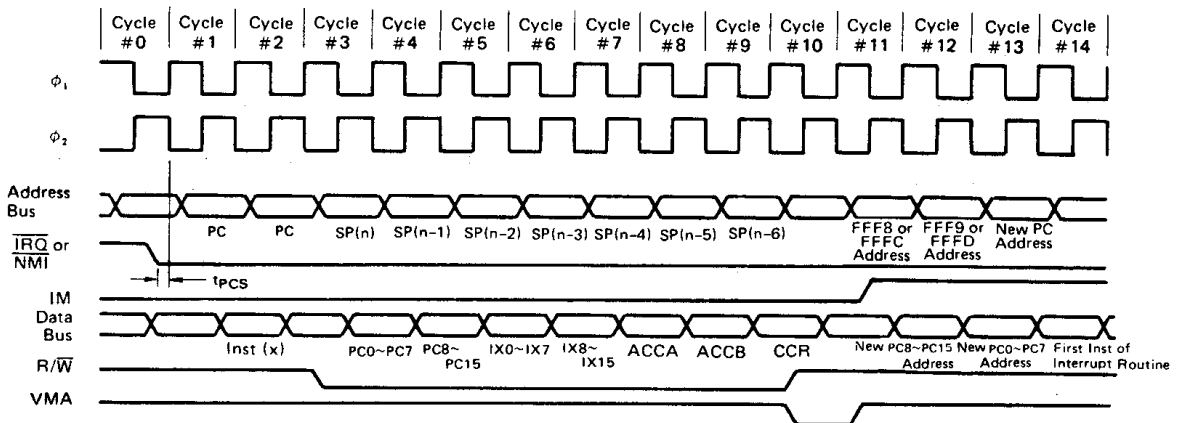 Cycle #0 Cycle #1 Cycle #2 Cycle #3 Cycle #4 Cycle #5 Cycle #6 Cycle #7 Cycle #8 Cycle #9 Cycle #10 Cycle #11 Cycle #12 Cycle #13 Cycle #14
φ1
φ2
Address Bus
PC PC SP(n) SP(n-1) SP(n-2) SP(n-3) SP(n-4) SP(n-5) SP(n-6) FFF8 or FFFC Address FFF9 or FFFD Address New PC Address
IRQ or NMI
tPCS
IM
Data Bus
Inst (x) PC0~PC7 PC8~PC15 IX0~IX7 IX8~IX15 ACCA ACCB CCR New PC8~PC15 Address New PC0~PC7 Address First Inst of Interrupt Routine
R/W
VMA